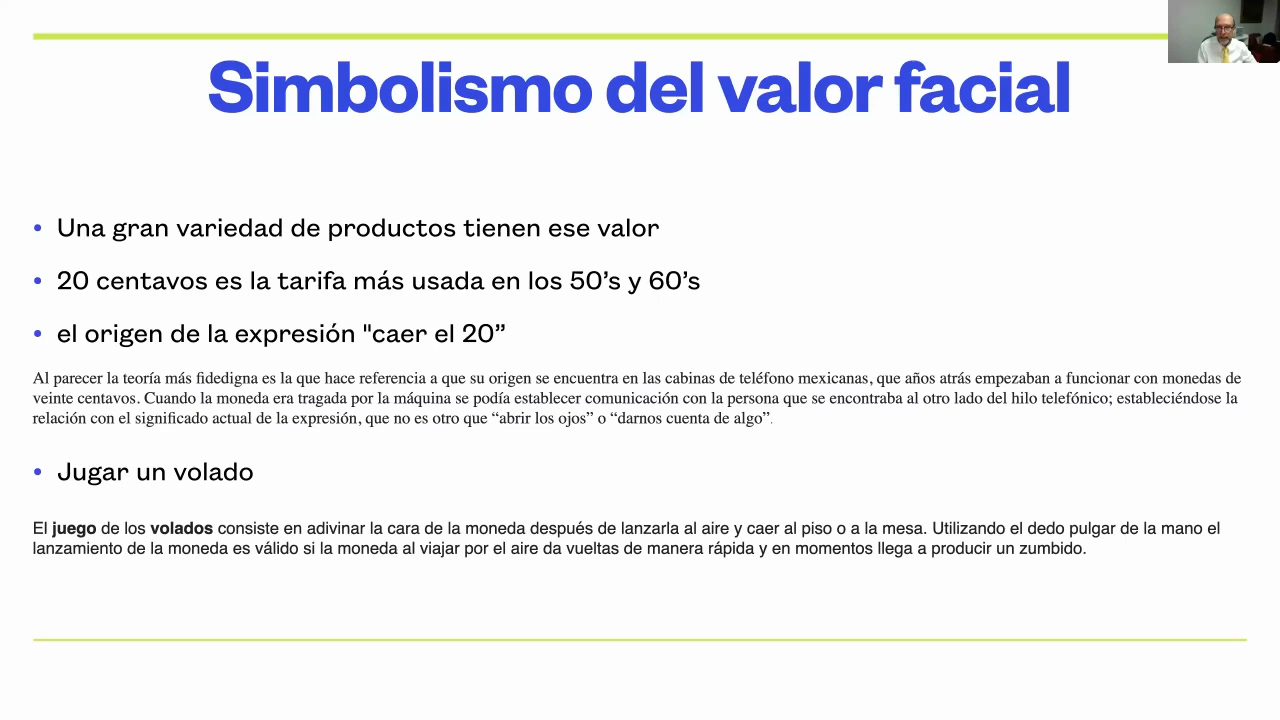 Simbolismo del valor facial
• Una gran variedad de productos tienen ese valor
• 20 centavos es la tarifa más usada en los 50’s y 60’s
• el origen de la expresión "caer el 20”
Al parecer la teoría más fidedigna es la que hace referencia a que su origen se encuentra en las cabinas de teléfono mexicanas, que años atrás empezaban a funcionar con monedas de
veinte centavos. Cuando la moneda era tragada por la máquina se podía establecer comunicación con la persona que se encontraba al otro lado del hilo telefónico; estableciéndose la
relación con el significado actual de la expresión, que no es otro que “abrir los ojos” o “darnos cuenta de algo”.
• Jugar un volado
El juego de los volados consiste en adivinar la cara de la moneda después de lanzarla al aire y caer al piso o a la mesa. Utilizando el dedo pulgar de la mano el
lanzamiento de la moneda es válido si la moneda al viajar por el aire da vueltas de manera rápida y en momentos llega a producir un zumbido.